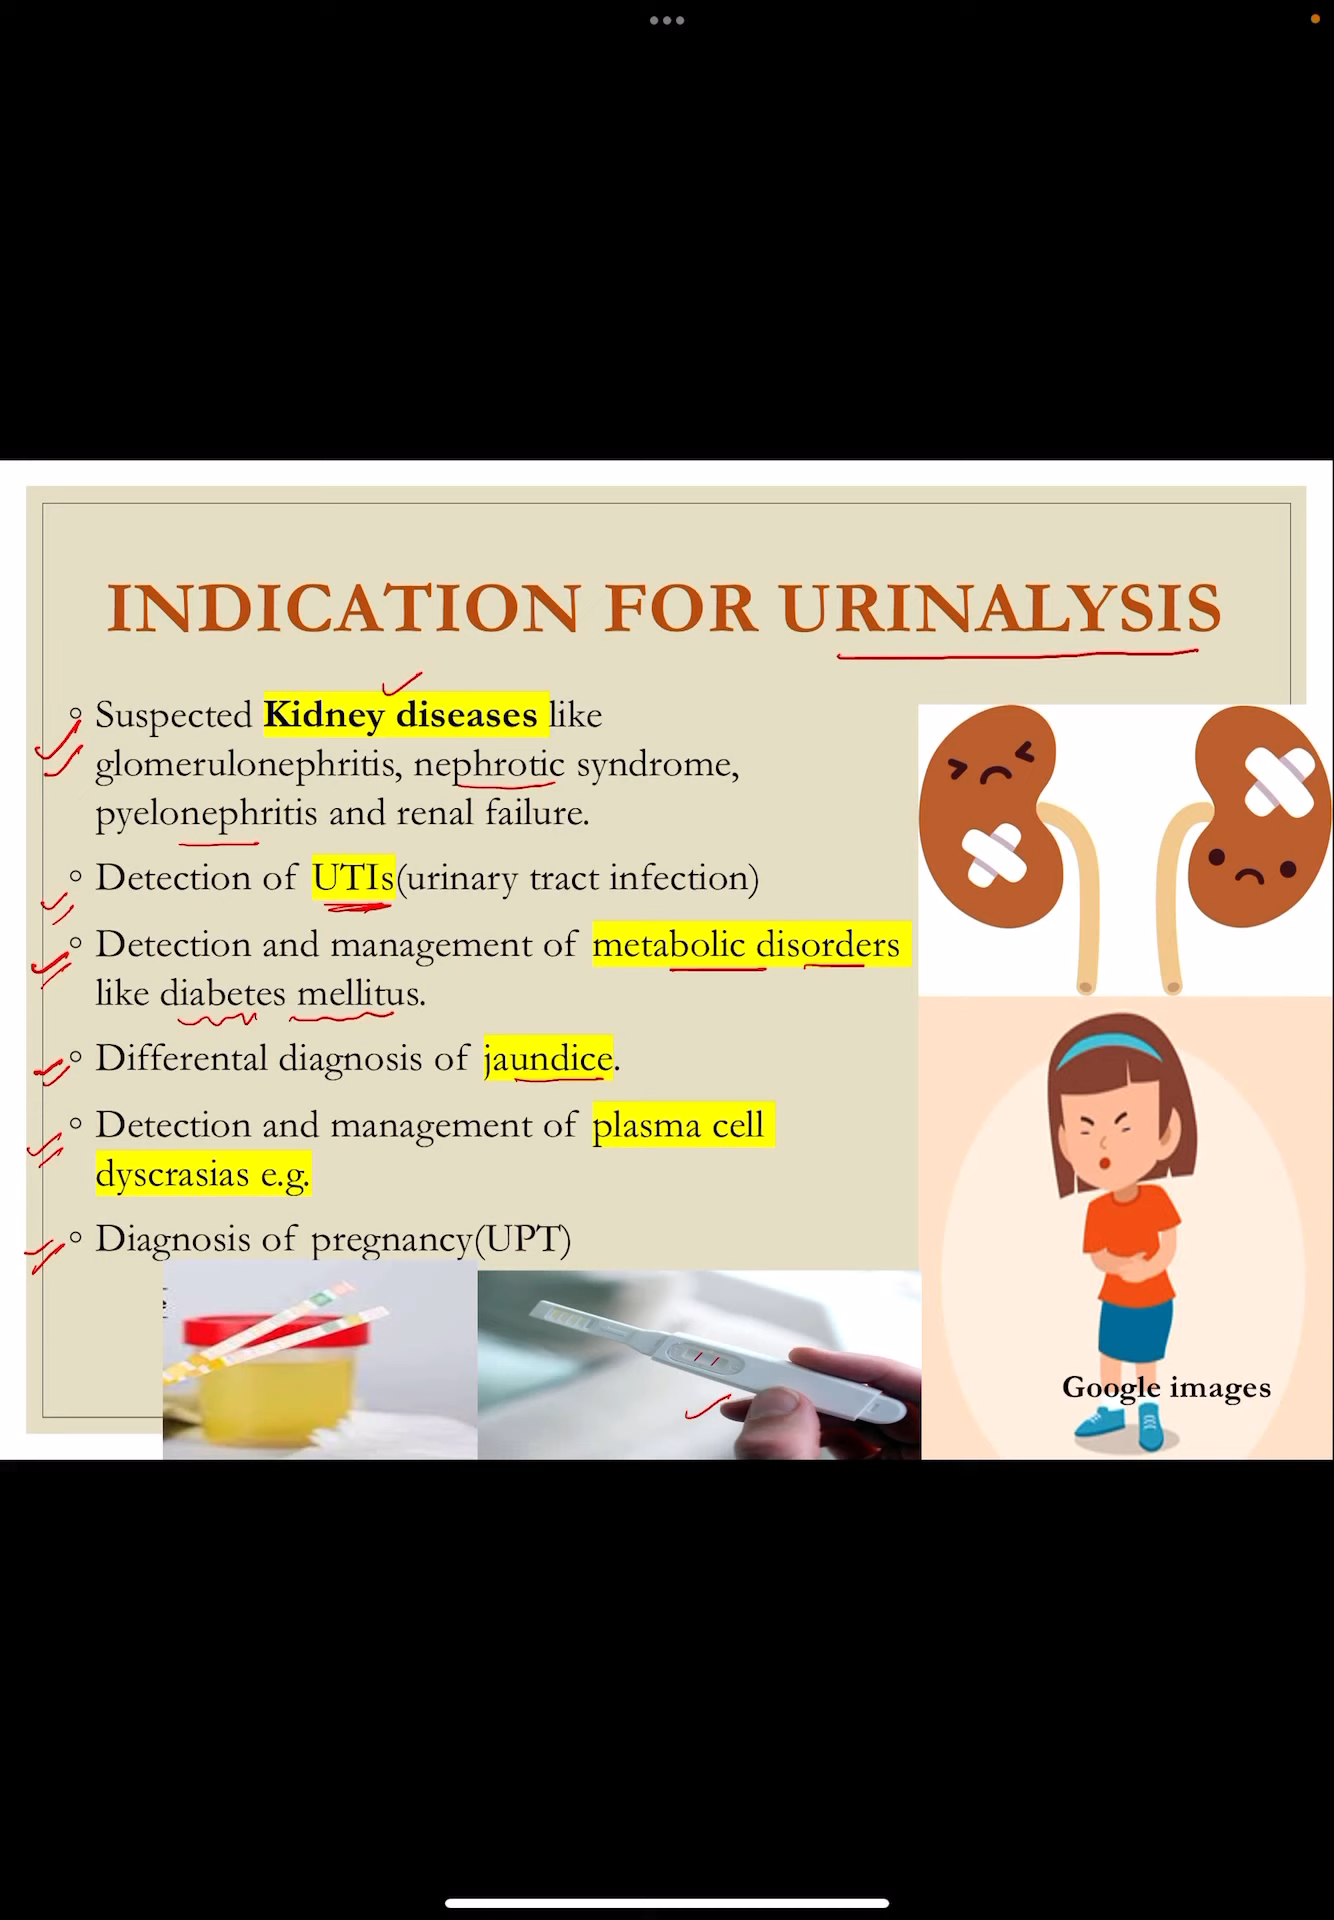 INDICATION FOR URINALYSIS
◦ Suspected Kidney diseases like
glomerulonephritis, nephrotic syndrome,
pyelonephritis and renal failure.
◦ Detection of UTIs(urinary tract infection)
◦ Detection and management of metabolic disorders
like diabetes mellitus.
◦ Differental diagnosis of jaundice.
◦ Detection and management of plasma cell
dyscrasias e.g.
◦ Diagnosis of pregnancy(UPT)
Google images